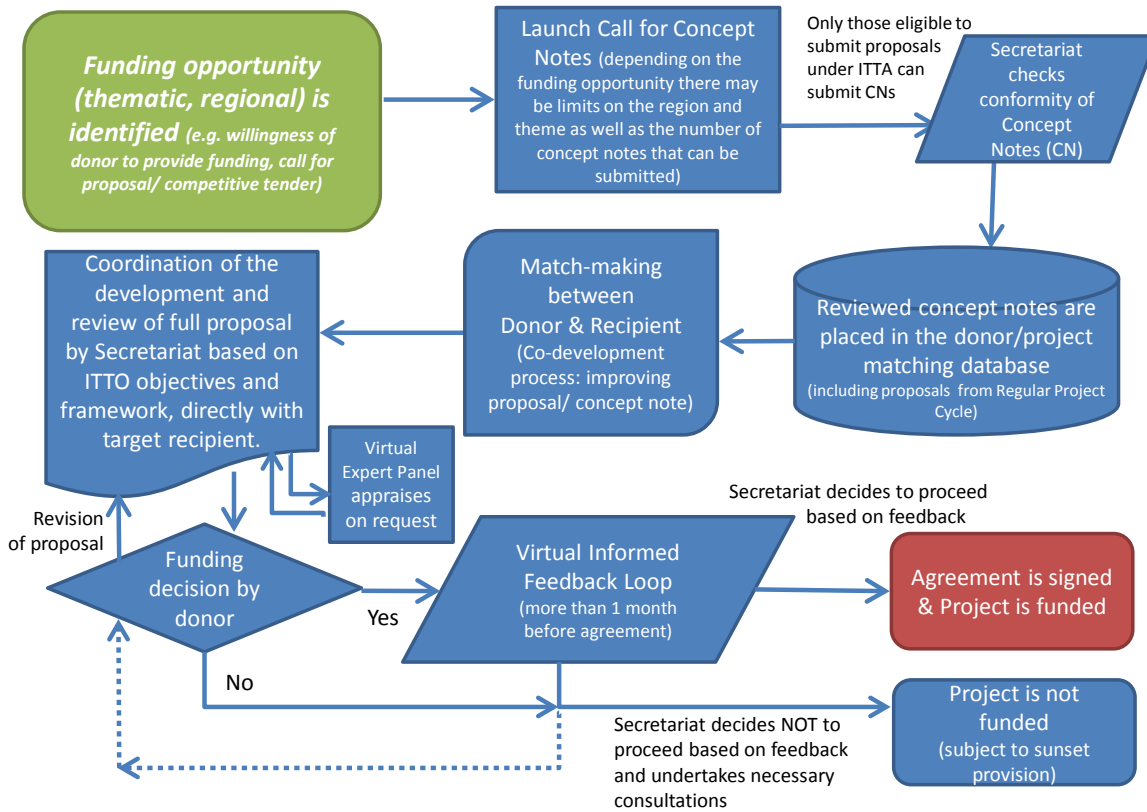 Funding opportunity
(thematic, regional) is
identified (e.g. willingness of
donor to provide funding, call for
proposal/ competitive tender)
Launch Call for Concept
Notes (depending on the
funding opportunity there may
be limits on the region and
theme as well as the number of
concept notes that can be
submitted)
Only those eligible to
submit proposals
under ITTA can
submit CNs
Secretariat
checks
conformity of
Concept
Notes (CN)
Reviewed concept notes are
placed in the donor/project
matching database
(including proposals from Regular Project
Cycle)
Match-making
between
Donor & Recipient
(Co-development
process: improving
proposal/ concept note)
Coordination of the
development and
review of full proposal
by Secretariat based on
ITTO objectives and
framework, directly with
target recipient.
Virtual
Expert Panel
appraises
on request
Revision
of proposal
Funding
decision by
donor
Yes
No
Virtual Informed
Feedback Loop
(more than 1 month
before agreement)
Secretariat decides to proceed
based on feedback
Agreement is signed
& Project is funded
Secretariat decides NOT to
proceed based on feedback
and undertakes necessary
consultations
Project is not
funded
(subject to sunset
provision)